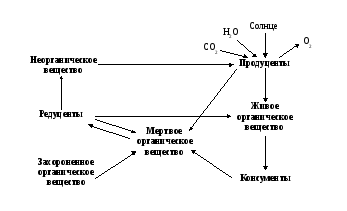 Солнце
H₂O
O₂
CO₂
Неорганическое
вещество
Продуценты
Редуценты
Живое
органическое
вещество
Мертвое
органическое
вещество
Захороненное
органическое
вещество
Консументы